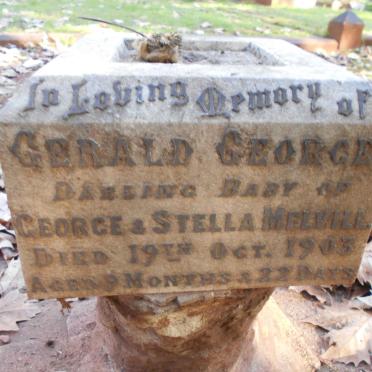 In Loving Memory of
GERALD GEORGE
DARLING BABY OF
GEORGE & STELLA MELVILL
DIED 19TH OCT. 1903
AGED 9 MONTHS & 22 DAYS